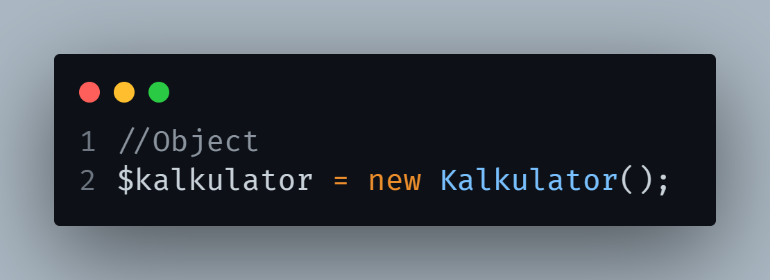 1 //Object
2 $kalkulator = new Kalkulator();